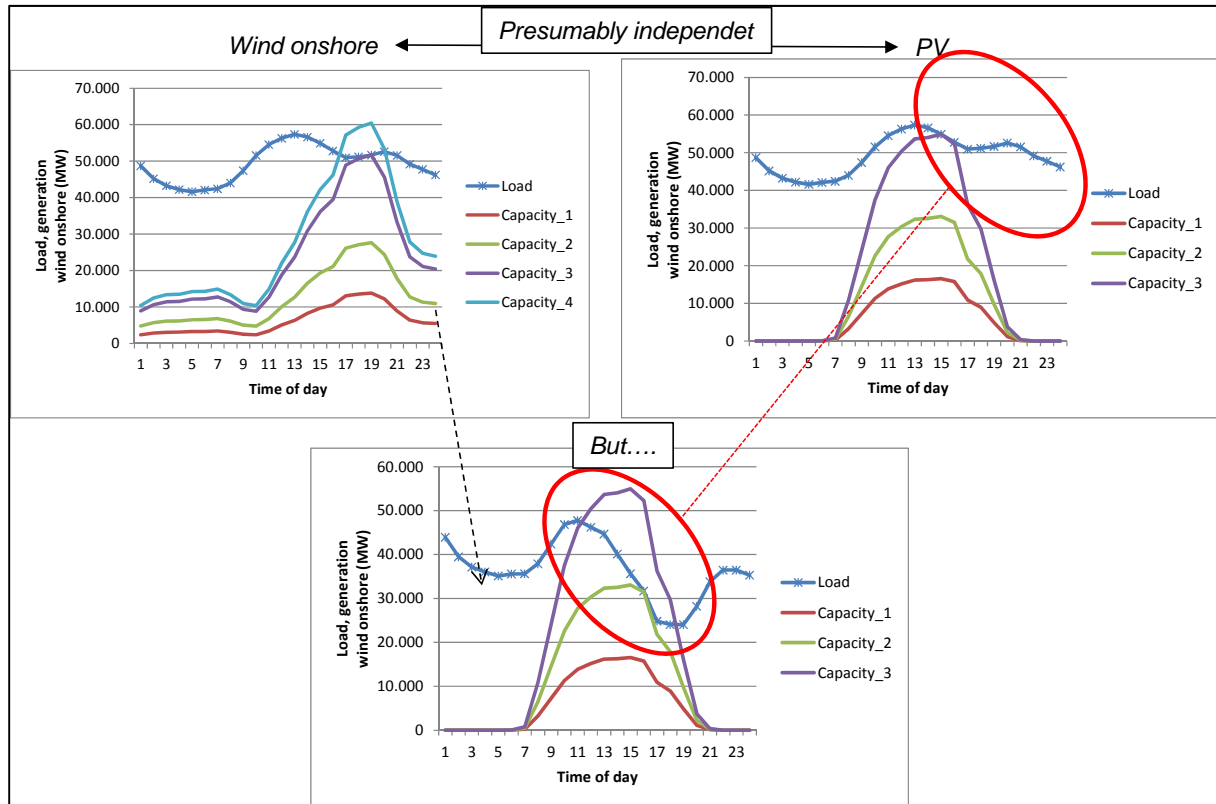 Presumably independet
Wind onshore
PV
70.000
60.000
50.000
40.000
30.000
20.000
10.000
0
Load, generation
wind onshore (MW)
1 3 5 7 9 11 13 15 17 19 21 23
Time of day
Load
Capacity_1
Capacity_2
Capacity_3
Capacity_4
70.000
60.000
50.000
40.000
30.000
20.000
10.000
0
Load, generation
wind onshore (MW)
1 3 5 7 9 11 13 15 17 19 21 23
Time of day
Load
Capacity_1
Capacity_2
Capacity_3
But....
60.000
50.000
40.000
30.000
20.000
10.000
0
Load, generation
wind onshore (MW)
1 3 5 7 9 11 13 15 17 19 21 23
Time of day
Load
Capacity_1
Capacity_2
Capacity_3